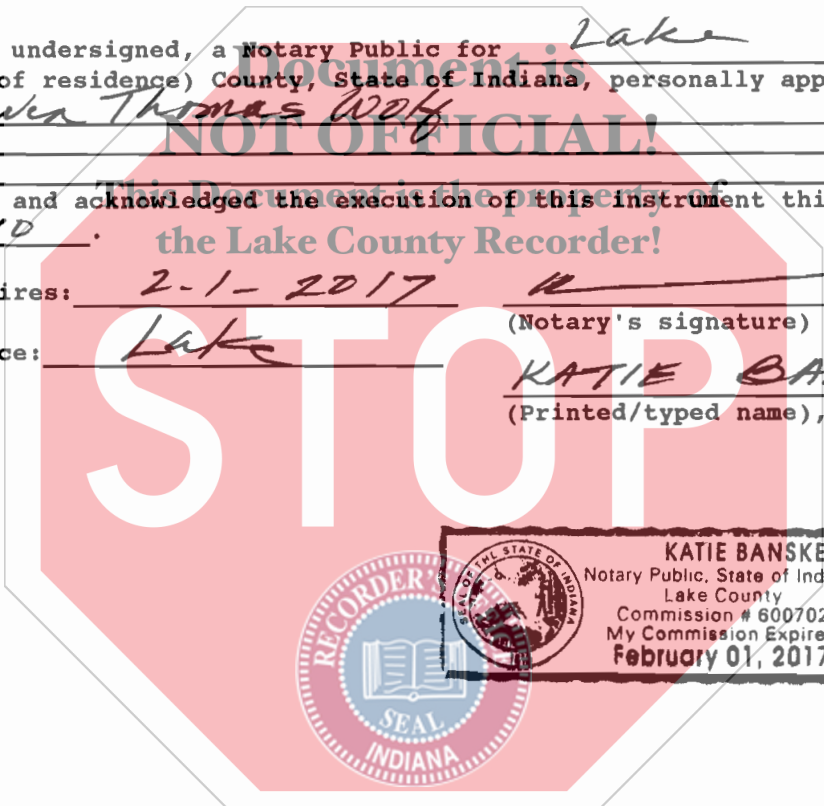 undersigned, a Notary Public for Lake
Document is
of residence) County, State of Indiana, personally app
Thomas Wolf
NOT OFFICIAL!
This Document is the property of
and acknowledged the execution of this instrument thi
the Lake County Recorder!
ires: 2-1-2017
(Notary's signature)
ce: Lake
KATIE BA
(Printed/typed name),
STOP
KATIE BANSKE
SEAL OF THE STATE OF INDIANA
Notary Public, State of Ind
Lake County
Commission # 600702
My Commission Expire
February 01, 2017
RECORDER'S
SEAL
INDIANA